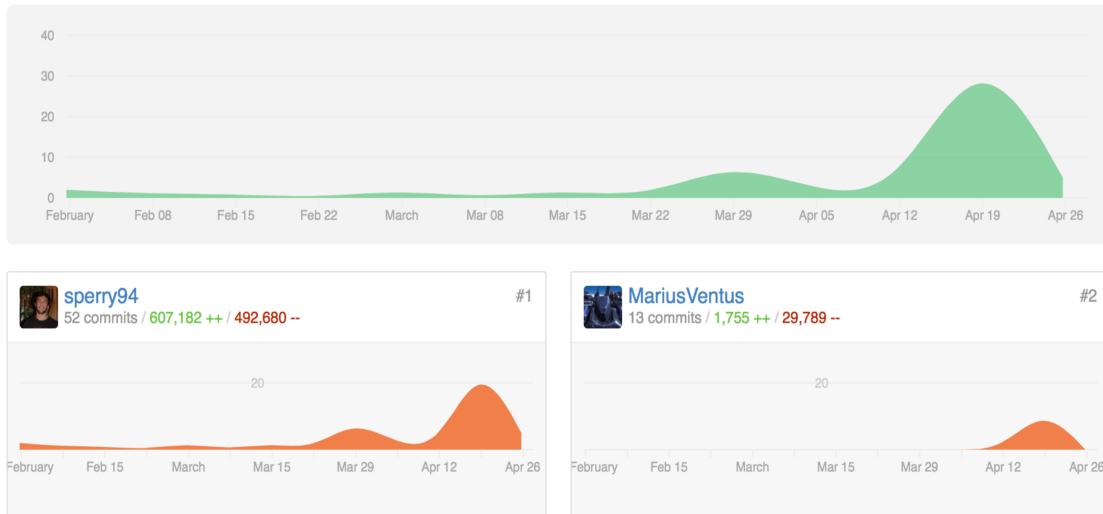 40
30
20
10
0
February Feb 08 Feb 15 Feb 22 March Mar 08 Mar 15 Mar 22 Mar 29 Apr 05 Apr 12 Apr 19 Apr 26
sperry94 #1
52 commits / 607,182 ++ / 492,680 --
20
February Feb 15 March Mar 15 Mar 29 Apr 12 Apr 26
MariusVentus #2
13 commits / 1,755 ++ / 29,789 --
20
February Feb 15 March Mar 15 Mar 29 Apr 12 Apr 26